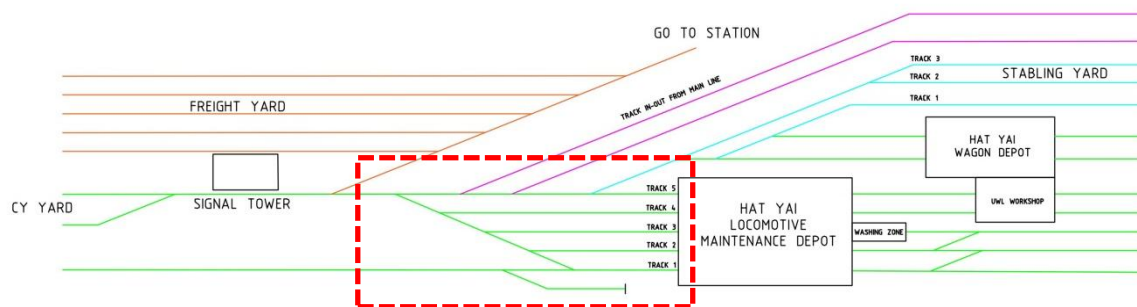 GO TO STATION
TRACK IN-OUT FROM MAIN LINE
TRACK 3
TRACK 2
STABLING YARD
TRACK 1
FREIGHT YARD
HAT YAI
WAGON DEPOT
UWL WORKSHOP
SIGNAL TOWER
CY YARD
TRACK 5
TRACK 4
TRACK 3
TRACK 2
TRACK 1
HAT YAI
LOCOMOTIVE
MAINTENANCE DEPOT
WASHING ZONE